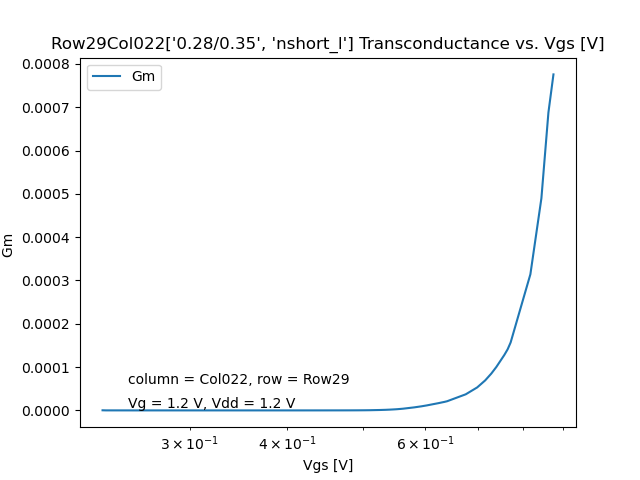 Row29Col022['0.28/0.35', 'nshort_l'] Transconductance vs. Vgs [V]
Gm
0.0008
0.0007
0.0006
0.0005
0.0004
0.0003
0.0002
0.0001
0.0000
Gm
column = Col022, row = Row29
Vg = 1.2 V, Vdd = 1.2 V
3 × 10⁻¹ 4 × 10⁻¹ 6 × 10⁻¹
Vgs [V]